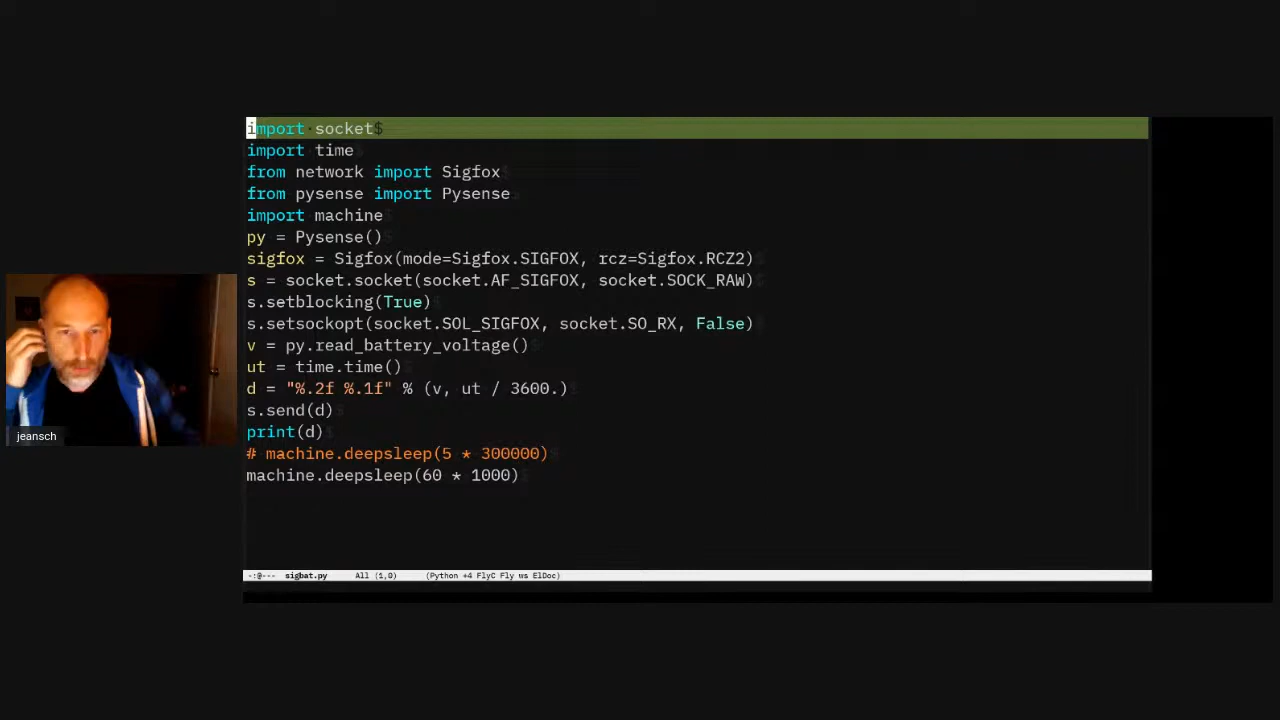 import socket$
import time
from network import Sigfox
from pysense import Pysense
import machine
py = Pysense()
sigfox = Sigfox(mode=Sigfox.SIGFOX, rcz=Sigfox.RCZ2)
s = socket.socket(socket.AF_SIGFOX, socket.SOCK_RAW)
s.setblocking(True)
s.setsockopt(socket.SOL_SIGFOX, socket.SO_RX, False)
v = py.read_battery_voltage()
ut = time.time()
d = "%.2f %.1f" % (v, ut / 3600.)
s.send(d)
print(d)
# machine.deepsleep(5 * 300000)
machine.deepsleep(60 * 1000)
jeansch
-:@--- sigbat.py All (1,0) (Python +4 FlyC Fly ws ElDoc)